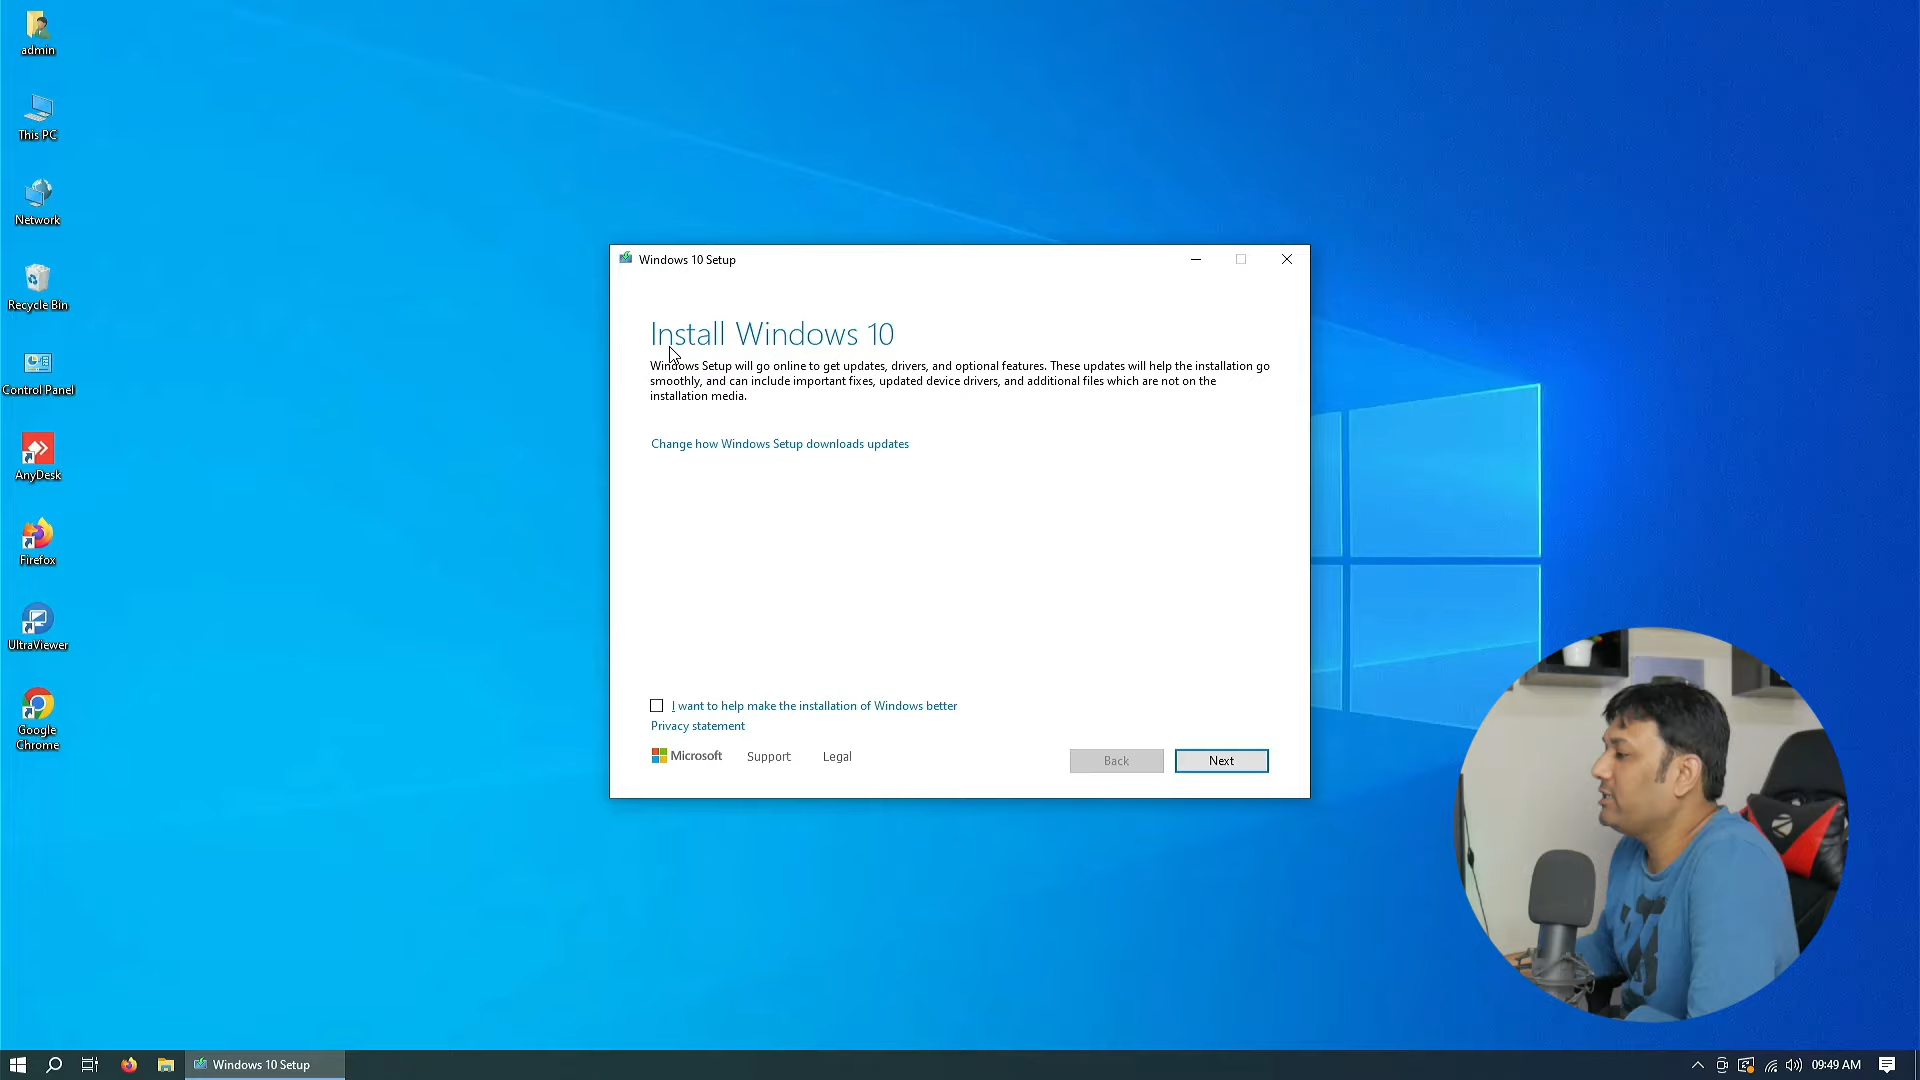 admin
This PC
Network
Recycle Bin
Control Panel
AnyDesk
Firefox
UltraViewer
Google
Chrome
Windows 10 Setup
Install Windows 10
Windows Setup will go online to get updates, drivers, and optional features. These updates will help the installation go
smoothly, and can include important fixes, updated device drivers, and additional files which are not on the
installation media.
Change how Windows Setup downloads updates
I want to help make the installation of Windows better
Privacy statement
Microsoft Support Legal
Back Next
Windows 10 Setup
09:49 AM